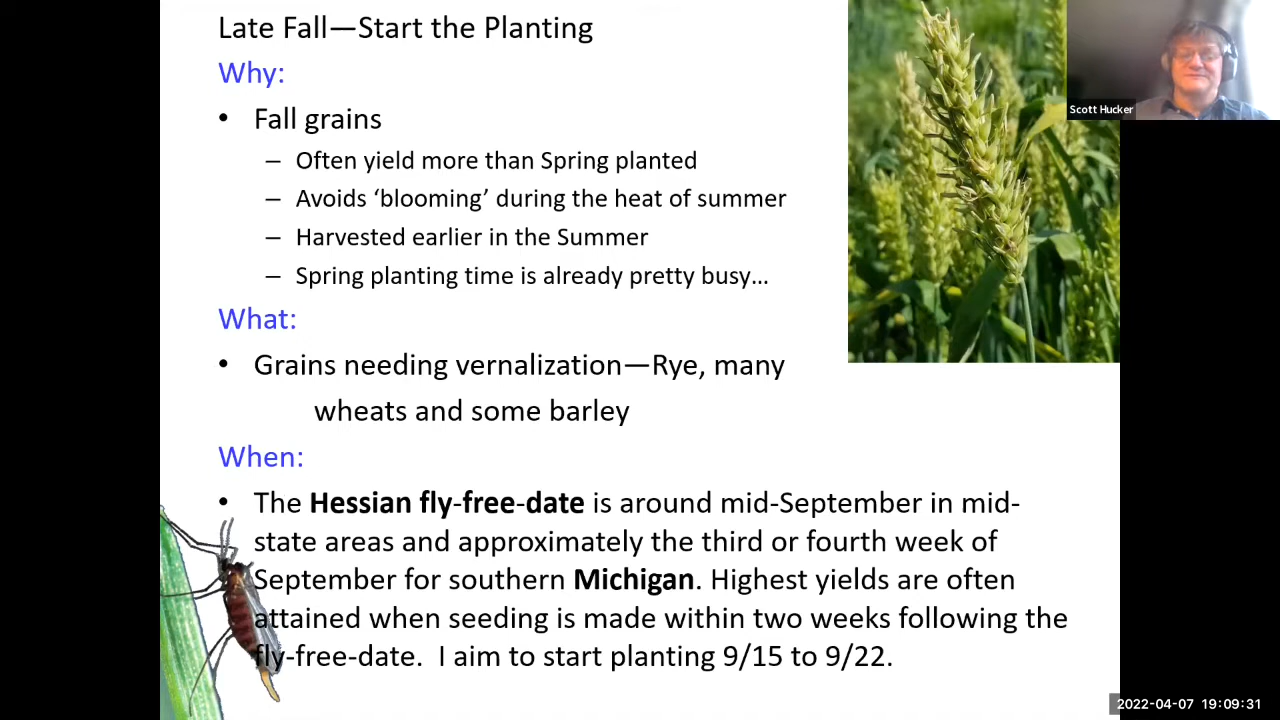 Late Fall—Start the Planting
Why:
• Fall grains
– Often yield more than Spring planted
– Avoids ‘blooming’ during the heat of summer
– Harvested earlier in the Summer
– Spring planting time is already pretty busy…
What:
• Grains needing vernalization—Rye, many
wheats and some barley
When:
• The Hessian fly-free-date is around mid-September in mid-
state areas and approximately the third or fourth week of
September for southern Michigan. Highest yields are often
attained when seeding is made within two weeks following the
fly-free-date.  I aim to start planting 9/15 to 9/22.
Scott Hucker
2022-04-07 19:09:31